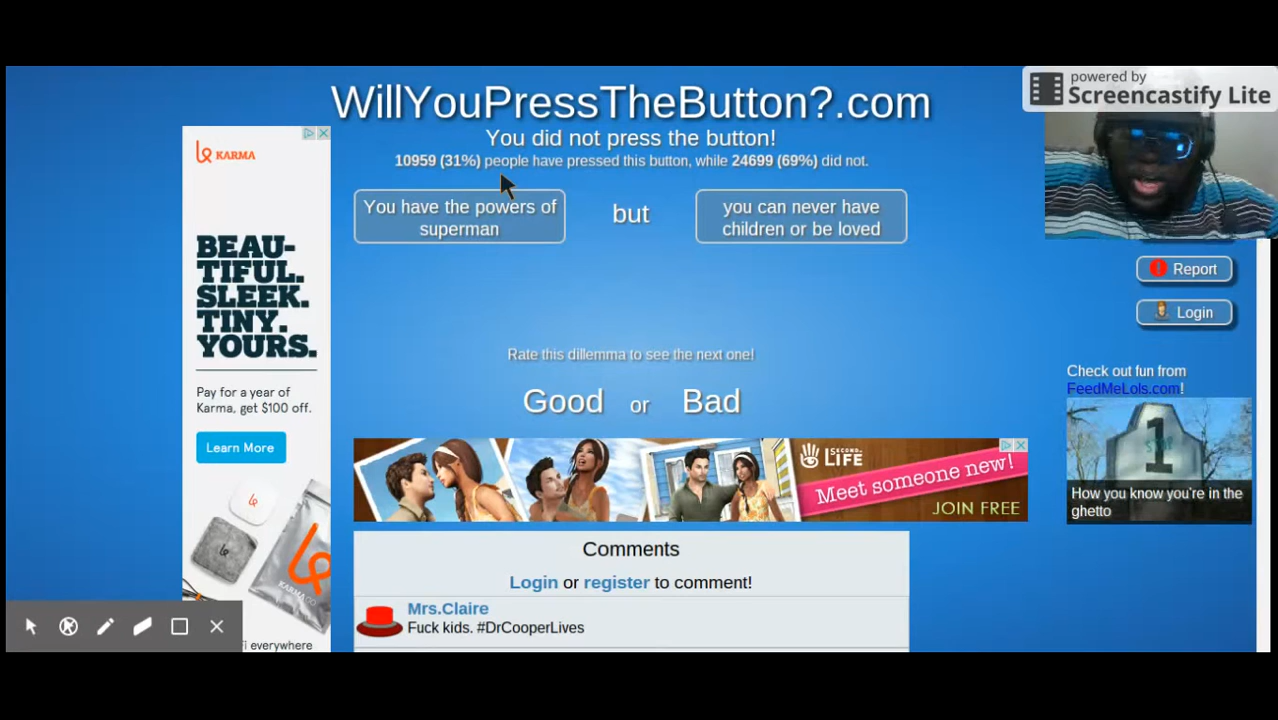 powered by
Screencastify Lite
WillYouPressTheButton?.com
You did not press the button!
10959 (31%) people have pressed this button, while 24699 (69%) did not.
You have the powers of
superman
but
you can never have
children or be loved
Report
Login
Rate this dillemma to see the next one!
Good or Bad
KARMA
BEAU-
TIFUL.
SLEEK.
TINY.
YOURS.
Pay for a year of
Karma, get $100 off.
Learn More
KARMA GO
Fi everywhere
Check out fun from
FeedMeLols.com!
1
How you know you're in the
ghetto
SECOND
LIFE
Meet someone new!
JOIN FREE
Comments
Login or register to comment!
Mrs.Claire
Fuck kids. #DrCooperLives